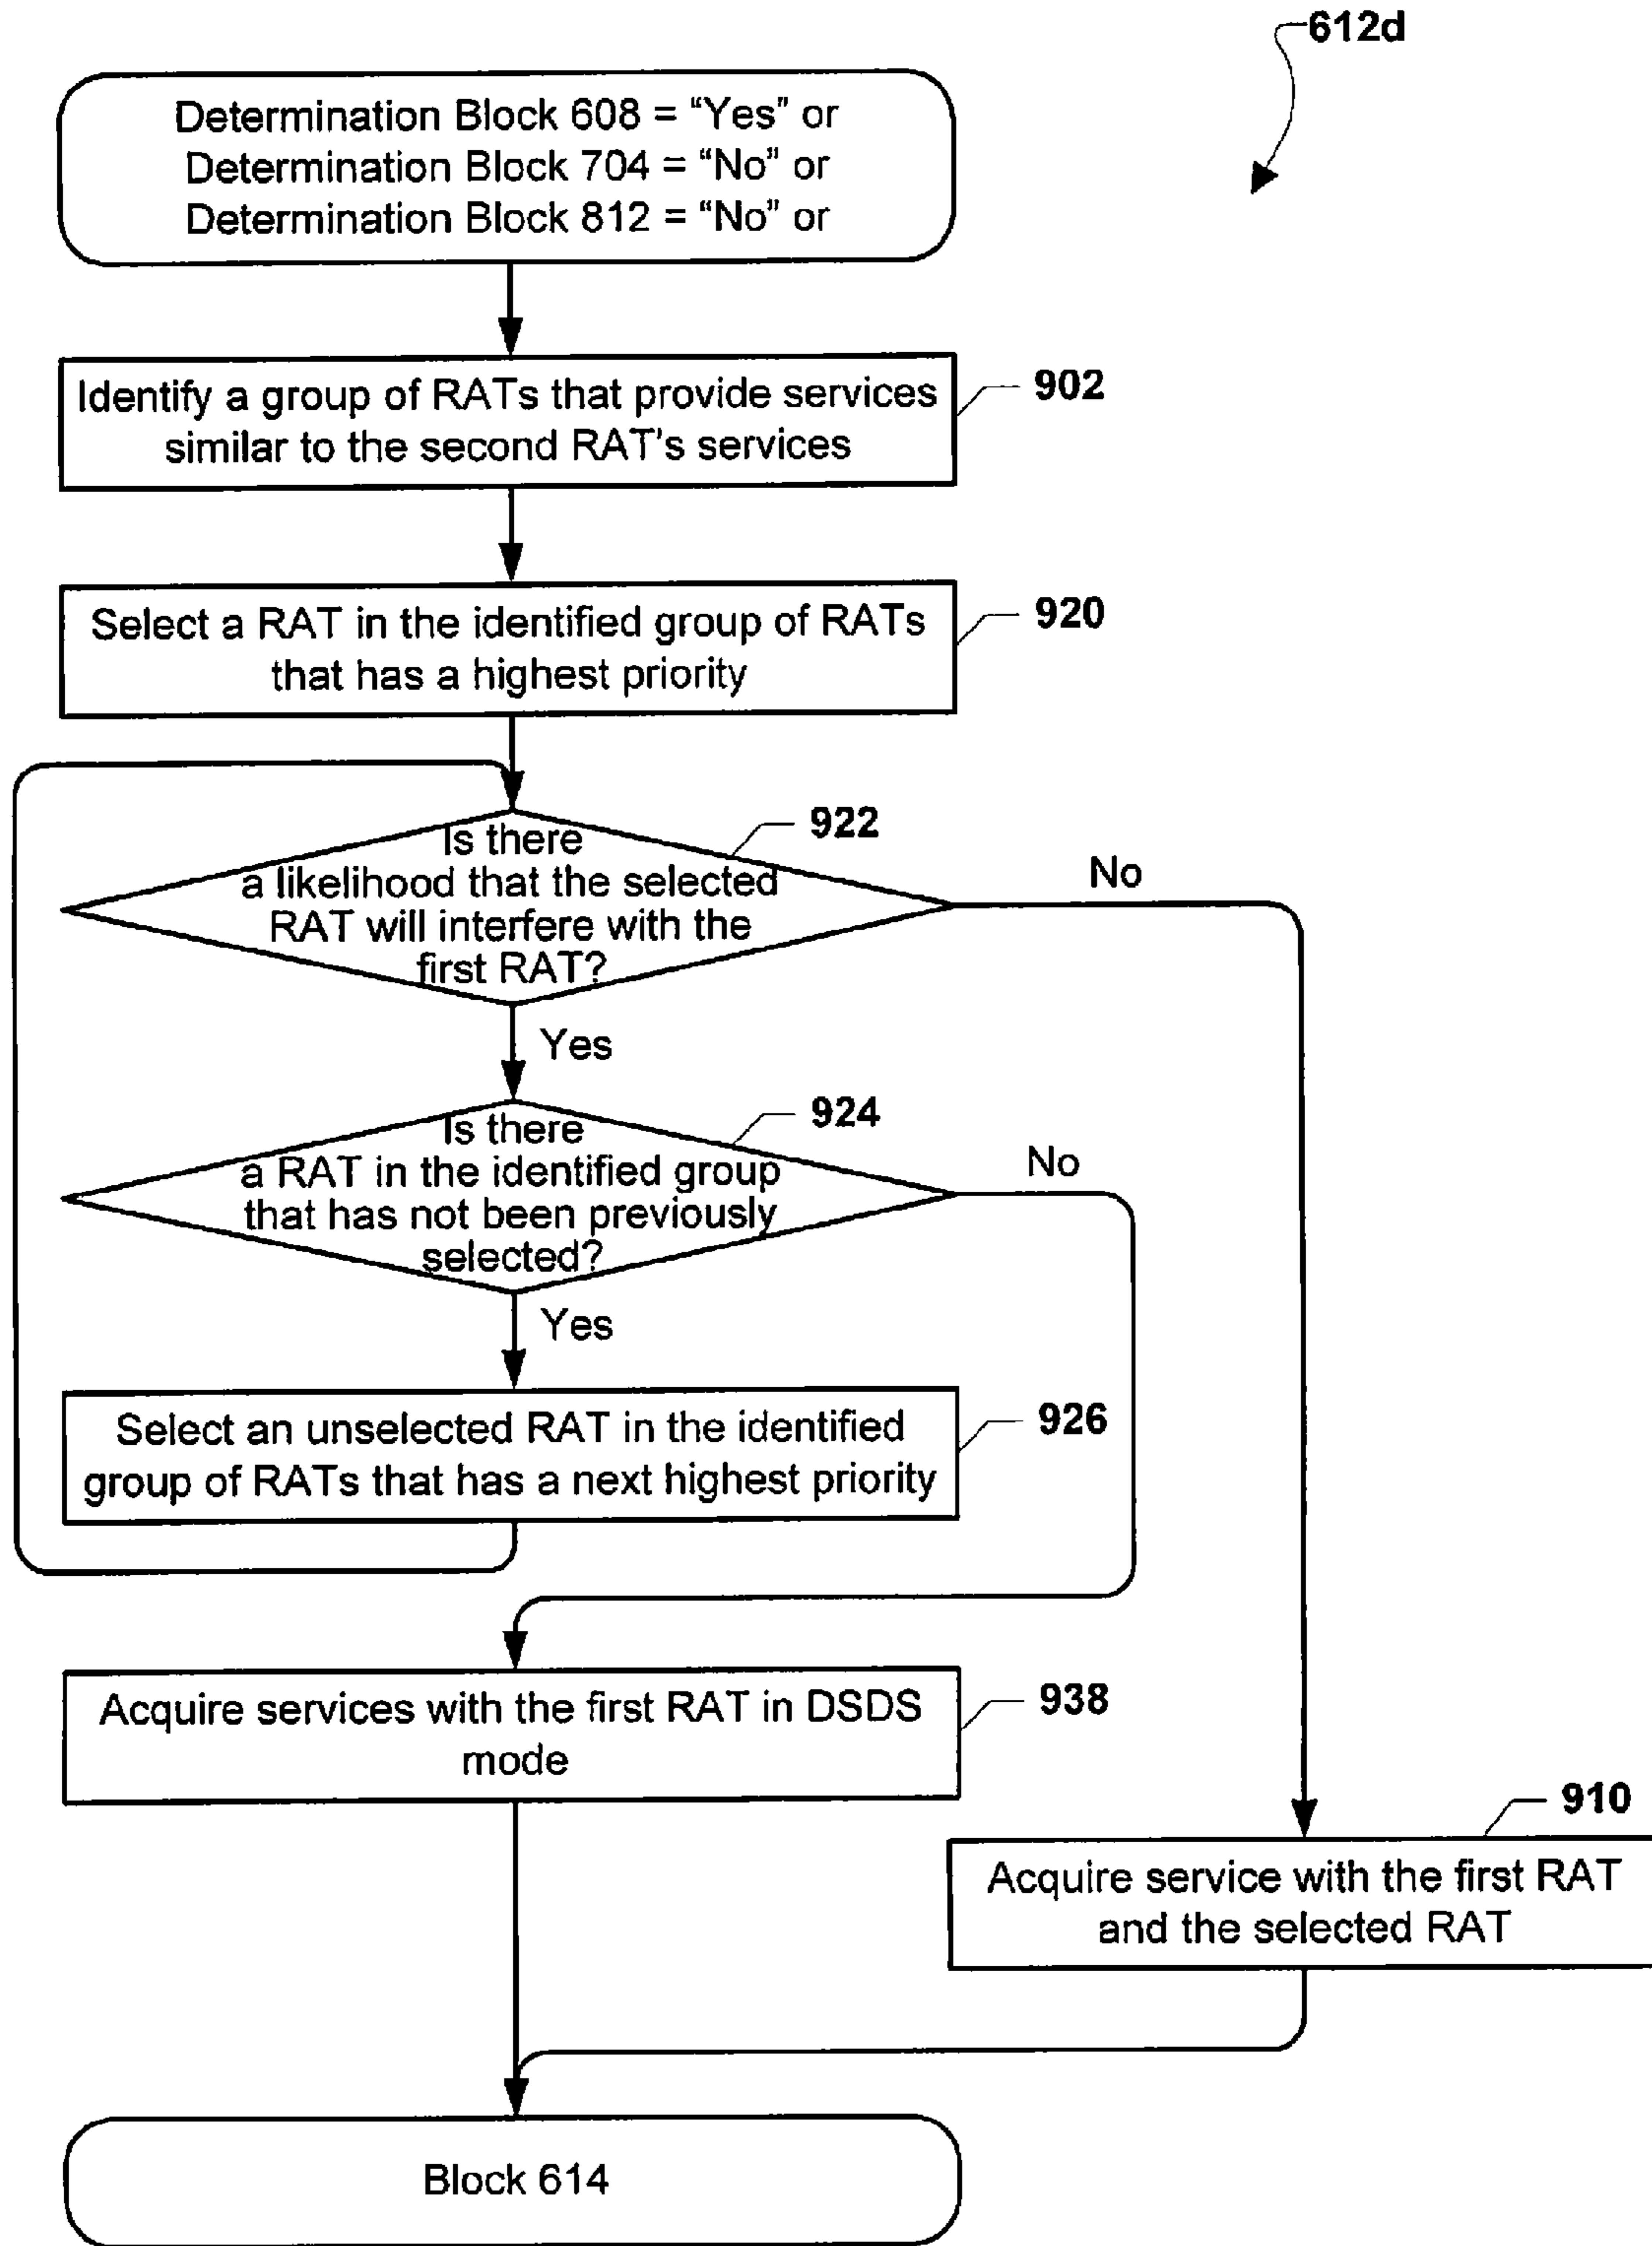 612d
Determination Block 608 = “Yes” or
Determination Block 704 = “No” or
Determination Block 812 = “No” or
Identify a group of RATs that provide services
similar to the second RAT's services
902
Select a RAT in the identified group of RATs
that has a highest priority
920
Is there
a likelihood that the selected
RAT will interfere with the
first RAT?
922
No
Yes
Is there
a RAT in the identified group
that has not been previously
selected?
924
No
Yes
Select an unselected RAT in the identified
group of RATs that has a next highest priority
926
Acquire services with the first RAT in DSDS
mode
938
910
Acquire service with the first RAT
and the selected RAT
Block 614